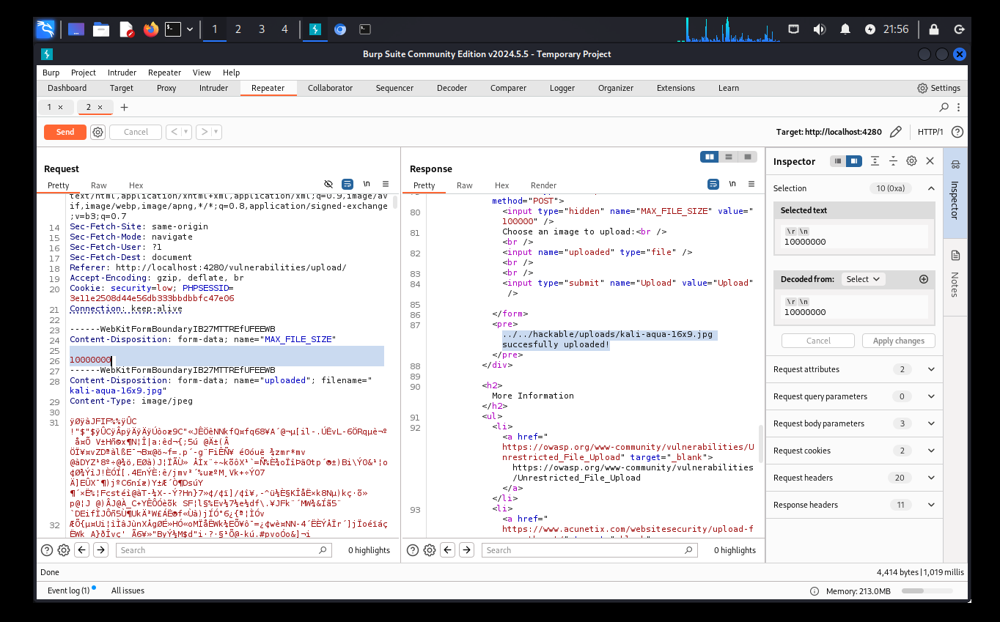 1 2 3 4 21:56
Burp Suite Community Edition v2024.5.5 - Temporary Project
Burp Project Intruder Repeater View Help
Dashboard Target Proxy Intruder Repeater Collaborator Sequencer Decoder Comparer Logger Organizer Extensions Learn Settings
1 × 2 × +
Send Cancel < > Target: http://localhost:4280 HTTP/1
Request
Pretty Raw Hex \n
text/html,application/xhtml+xml,application/xml;q=0.9,image/av
if,image/webp,image/apng,*/*;q=0.8,application/signed-exchange
;v=b3;q=0.7
14 Sec-Fetch-Site: same-origin
15 Sec-Fetch-Mode: navigate
16 Sec-Fetch-User: ?1
17 Sec-Fetch-Dest: document
18 Referer: http://localhost:4280/vulnerabilities/upload/
19 Accept-Encoding: gzip, deflate, br
20 Cookie: security=low; PHPSESSID=
3e11e2508d44e56db333bbdbbfc47e06
21 Connection: keep-alive
22
23 ------WebKitFormBoundaryIB27MTTREfUFEEWB
24 Content-Disposition: form-data; name="MAX_FILE_SIZE"
25
26 10000000
27 ------WebKitFormBoundaryIB27MTTREfUFEEWB
28 Content-Disposition: form-data; name="uploaded"; filename="
kali-aqua-16x9.jpg"
29 Content-Type: image/jpeg
30
31
32
Search 0 highlights
Response
Pretty Raw Hex Render \n
method="POST">
80 <input type="hidden" name="MAX_FILE_SIZE" value="
100000" />
81 Choose an image to upload:<br />
<br />
82 <input name="uploaded" type="file" />
<br />
83 <br />
84 <input type="submit" name="Upload" value="Upload"
/>
85
86 </form>
87 <pre>
../../hackable/uploads/kali-aqua-16x9.jpg
succesfully uploaded!
</pre>
88 </div>
89
90 <h2>
More Information
</h2>
91 <ul>
92 <li>
<a href="
https://owasp.org/www-community/vulnerabilities/U
nrestricted_File_Upload" target="_blank">
https://owasp.org/www-community/vulnerabilities
/Unrestricted_File_Upload
</a>
</li>
93 <li>
<a href="
https://www.acunetix.com/websitesecurity/upload-f
Search 0 highlights
Inspector
Selection 10 (0xa)
Selected text
\r \n
10000000
Decoded from: Select
\r \n
10000000
Cancel Apply changes
Request attributes 2
Request query parameters 0
Request body parameters 3
Request cookies 2
Request headers 20
Response headers 11
Inspector
Notes
Done 4,414 bytes | 1,019 millis
Event log (1) All issues Memory: 213.0MB